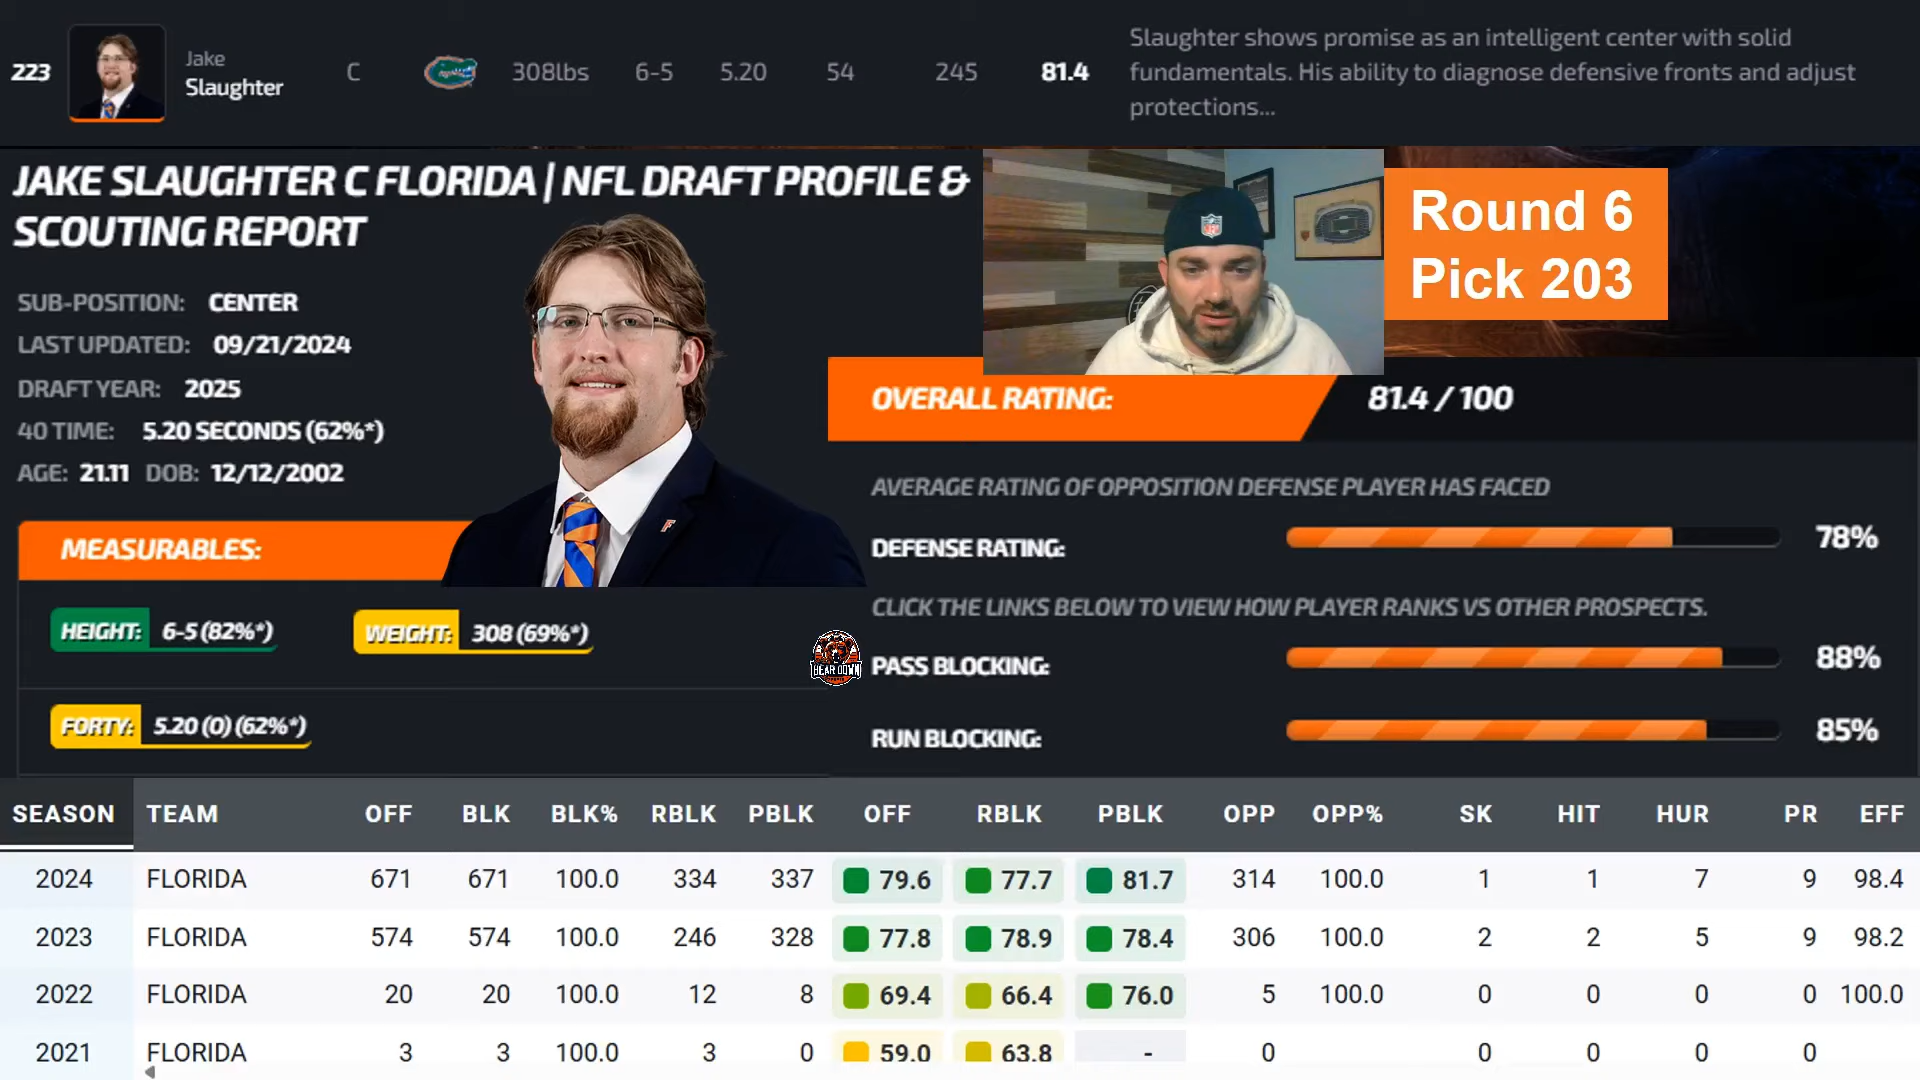 223 Jake Slaughter C 308lbs 6-5 5.20 54 245 81.4
Slaughter shows promise as an intelligent center with solid
fundamentals. His ability to diagnose defensive fronts and adjust
protections...
JAKE SLAUGHTER C FLORIDA | NFL DRAFT PROFILE &
SCOUTING REPORT
Round 6
Pick 203
SUB-POSITION: CENTER
LAST UPDATED: 09/21/2024
DRAFT YEAR: 2025
40 TIME: 5.20 SECONDS (62%*)
AGE: 21.11 DOB: 12/12/2002
MEASURABLES:
HEIGHT: 6-5 (82%*) WEIGHT: 308 (69%*)
FORTY: 5.20 (0) (62%*)
BEAR DOWN
OVERALL RATING: 81.4 / 100
AVERAGE RATING OF OPPOSITION DEFENSE PLAYER HAS FACED
DEFENSE RATING: 78%
CLICK THE LINKS BELOW TO VIEW HOW PLAYER RANKS VS OTHER PROSPECTS.
PASS BLOCKING: 88%
RUN BLOCKING: 85%
SEASON TEAM OFF BLK BLK% RBLK PBLK OFF RBLK PBLK OPP OPP% SK HIT HUR PR EFF
2024 FLORIDA 671 671 100.0 334 337 79.6 77.7 81.7 314 100.0 1 1 7 9 98.4
2023 FLORIDA 574 574 100.0 246 328 77.8 78.9 78.4 306 100.0 2 2 5 9 98.2
2022 FLORIDA 20 20 100.0 12 8 69.4 66.4 76.0 5 100.0 0 0 0 0 100.0
2021 FLORIDA 3 3 100.0 3 0 59.0 63.8 - 0 0 0 0 0